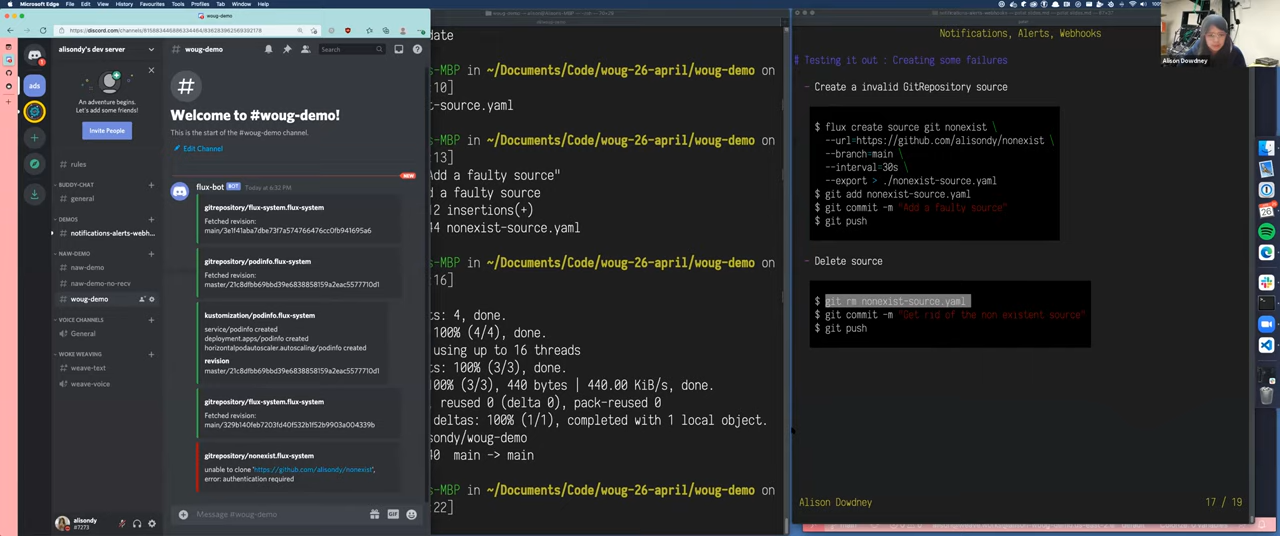 Microsoft Edge File Edit View History Favourites Tools Profiles Tab Window Help
woug-demo
https://discord.com/channels/
alisondy's dev server
woug-demo
Search
An adventure begins.
Let's add some friends!
Invite People
rules
BUDDY-CHAT
general
DEMOS
notifications-alerts-webh...
NAW-DEMO
naw-demo
naw-demo-no-recv
woug-demo
VOICE CHANNELS
General
WOKE WEAVING
weave-text
weave-voice
alisondy
#7273
#
Welcome to #woug-demo!
This is the start of the #woug-demo channel.
Edit Channel
NEW
flux-bot BOT Today at 6:32 PM
gitrepository/flux-system.flux-system
Fetched revision:
main/3e1f41aba7dbe73f7a574766476cc0fb941695a6
gitrepository/podinfo.flux-system
Fetched revision:
master/21c8dfbb69bbd39e6838858159a2eac5577710d1
kustomization/podinfo.flux-system
service/podinfo created
deployment.apps/podinfo created
horizontalpodautoscaler.autoscaling/podinfo created
revision
master/21c8dfbb69bbd39e6838858159a2eac5577710d1
gitrepository/flux-system.flux-system
Fetched revision:
main/329b140feb7203fd40f532b1f52b9903a004339b
gitrepository/nonexist.flux-system
unable to clone 'https://github.com/alisondy/nonexist',
error: authentication required
Message #woug-demo
GIF
date
s-MBP in ~/Documents/Code/woug-26-april/woug-demo on
10]
st-source.yaml
s-MBP in ~/Documents/Code/woug-26-april/woug-demo on
13]
dd a faulty source"
d a faulty source
12 insertions(+)
44 nonexist-source.yaml
s-MBP in ~/Documents/Code/woug-26-april/woug-demo on
16]
ts: 4, done.
100% (4/4), done.
using up to 16 threads
ts: 100% (3/3), done.
100% (3/3), 440 bytes | 440.00 KiB/s, done.
reused 0 (delta 0), pack-reused 0
deltas: 100% (1/1), completed with 1 local object.
sondy/woug-demo
40 main -> main
s-MBP in ~/Documents/Code/woug-26-april/woug-demo on
22]
Notifications, Alerts, Webhooks
# Testing it out : Creating some failures
- Create a invalid GitRepository source
$ flux create source git nonexist \
--url=https://github.com/alisondy/nonexist \
--branch=main \
--interval=30s \
--export > ./nonexist-source.yaml
$ git add nonexist-source.yaml
$ git commit -m "Add a faulty source"
$ git push
- Delete source
$ git rm nonexist-source.yaml
$ git commit -m "Get rid of the non existent source"
$ git push
Alison Dowdney
17 / 19
Alison Dowdney